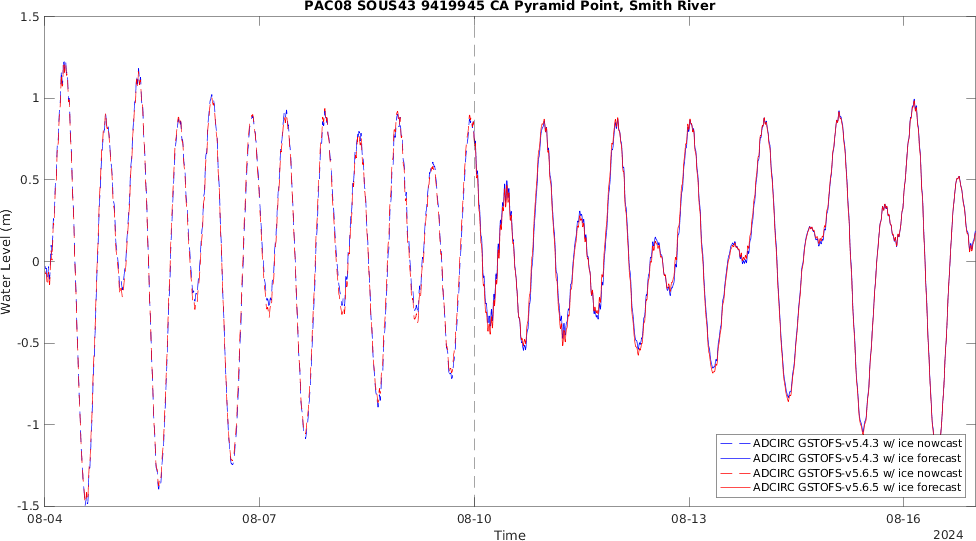 PAC08 SOUS43 9419945 CA Pyramid Point, Smith River
1.5
1
0.5
0
-0.5
-1
-1.5
Water Level (m)
08-04
08-07
08-10
08-13
08-16
Time
2024
ADCIRC GSTOFS-v5.4.3 w/ ice nowcast
ADCIRC GSTOFS-v5.4.3 w/ ice forecast
ADCIRC GSTOFS-v5.6.5 w/ ice nowcast
ADCIRC GSTOFS-v5.6.5 w/ ice forecast